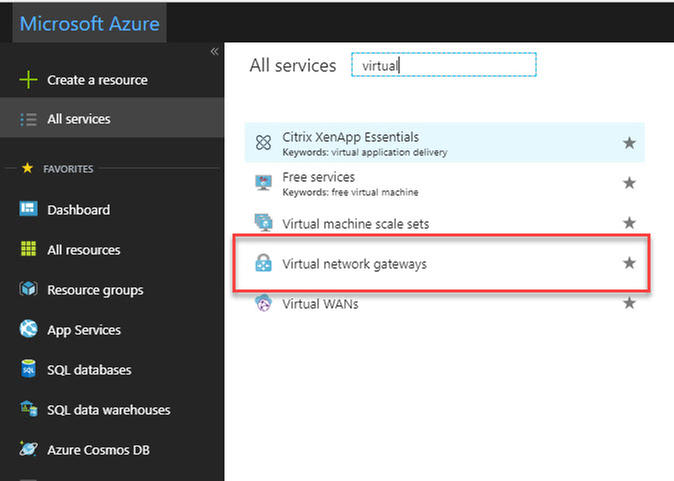 Microsoft Azure
«
Create a resource
All services
FAVORITES
Dashboard
All resources
Resource groups
App Services
SQL databases
SQL data warehouses
Azure Cosmos DB
All services
virtual
Citrix XenApp Essentials
Keywords: virtual application delivery
Free services
Keywords: free virtual machine
Virtual machine scale sets
Virtual network gateways
Virtual WANs